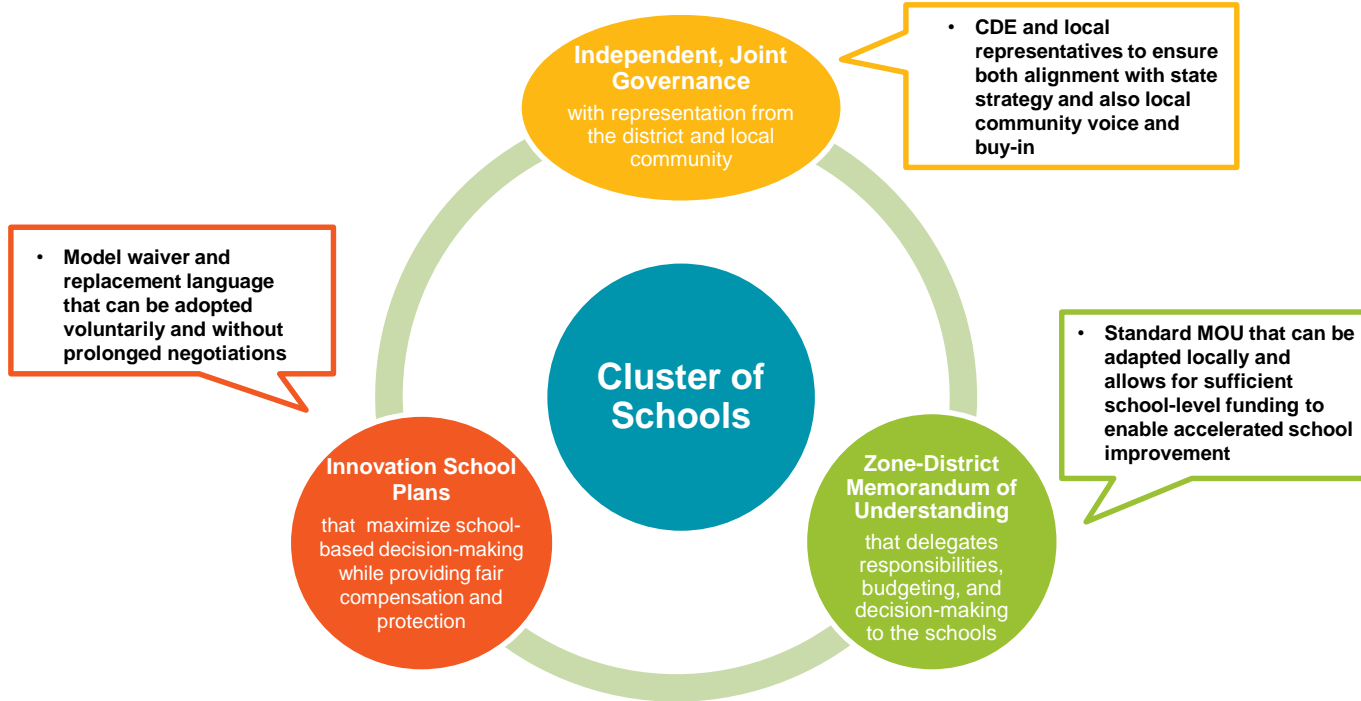 Independent, Joint
Governance
with representation from
the district and local
community
• CDE and local
representatives to ensure
both alignment with state
strategy and also local
community voice and
buy-in
• Model waiver and
replacement language
that can be adopted
voluntarily and without
prolonged negotiations
Cluster of
Schools
• Standard MOU that can be
adapted locally and
allows for sufficient
school-level funding to
enable accelerated school
improvement
Innovation School
Plans
that maximize school-
based decision-making
while providing fair
compensation and
protection
Zone-District
Memorandum of
Understanding
that delegates
responsibilities,
budgeting, and
decision-making
to the schools